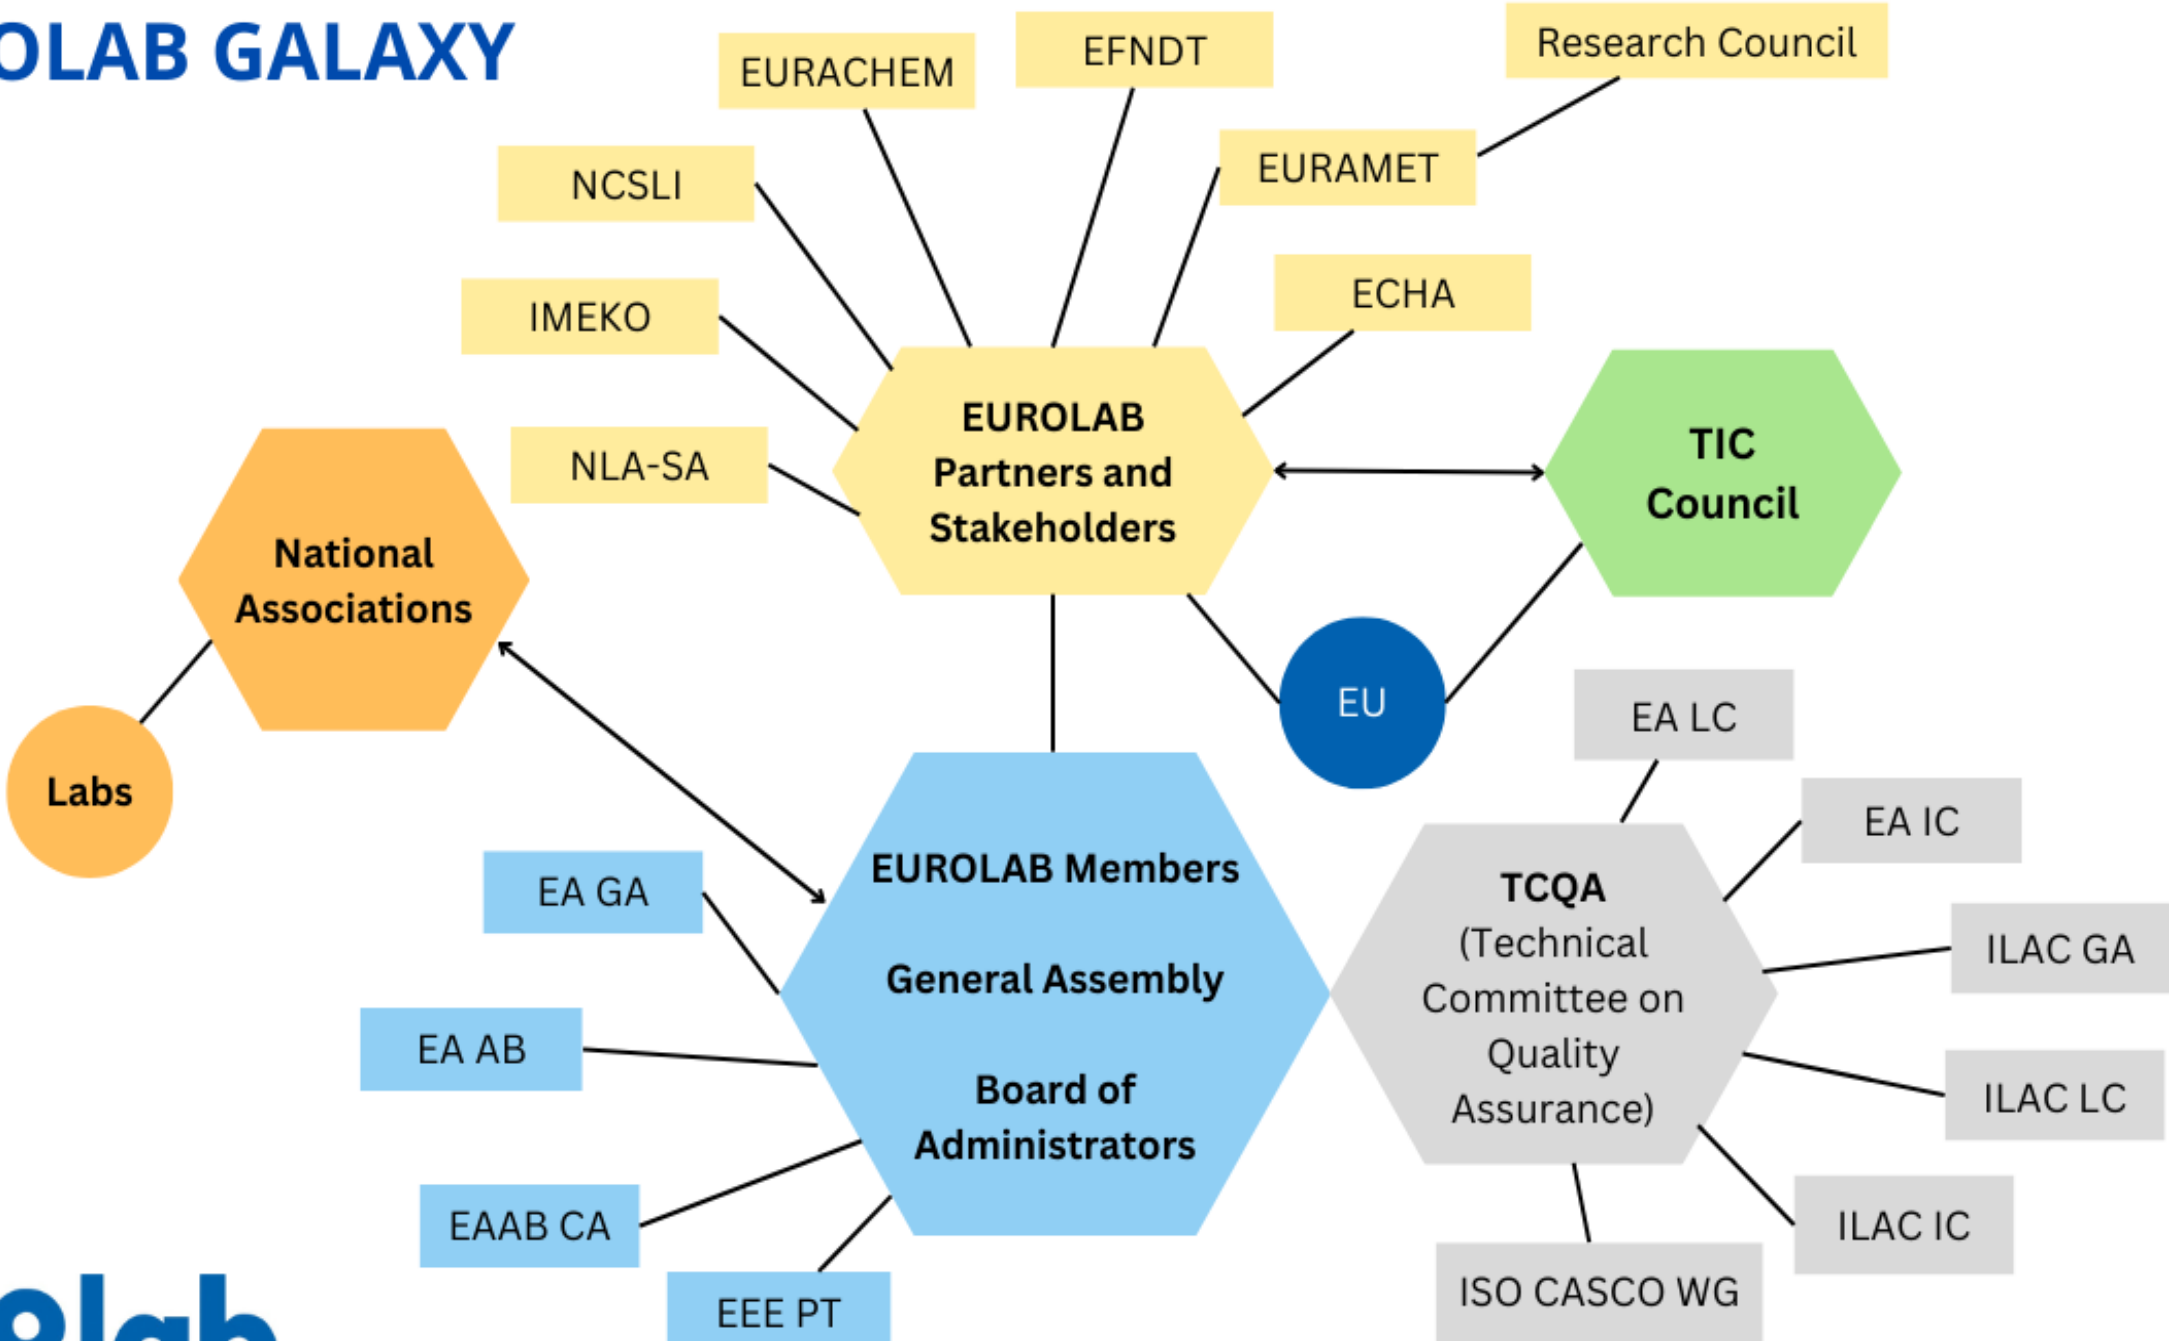 OLAB GALAXY
EURACHEM
EFNDT
Research Council
NCSLI
EURAMET
IMEKO
ECHA
NLA-SA
EUROLAB
Partners and
Stakeholders
TIC
Council
National
Associations
EU
Labs
EA LC
EA IC
EUROLAB Members
General Assembly
Board of
Administrators
EA GA
EA AB
EAAB CA
EEE PT
TCQA
(Technical
Committee on
Quality
Assurance)
ILAC GA
ILAC LC
ILAC IC
ISO CASCO WG
lab